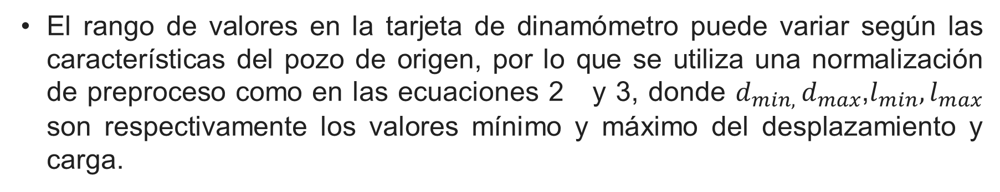 • El rango de valores en la tarjeta de dinamómetro puede variar según las
características del pozo de origen, por lo que se utiliza una normalización
de preproceso como en las ecuaciones 2 y 3, donde d_{min,} d_{max},l_{min}, l_{max}
son respectivamente los valores mínimo y máximo del desplazamiento y
carga.